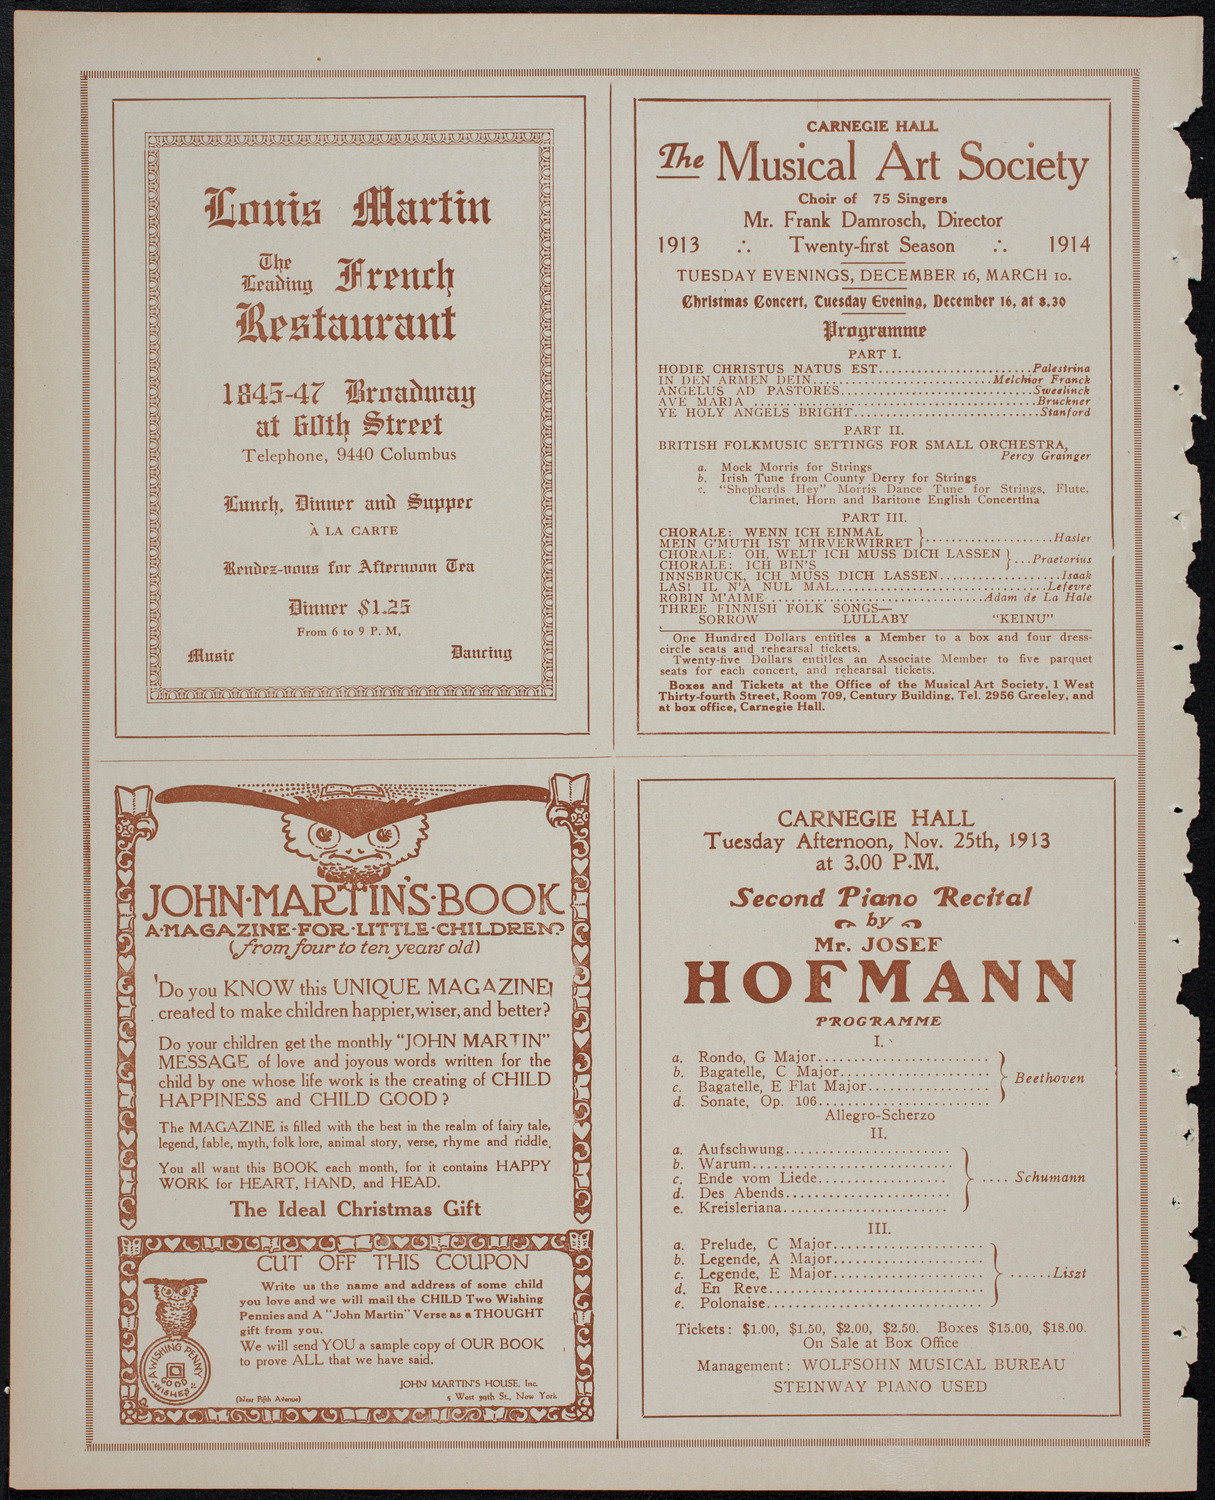 Louis Martin
The
Leading French
Restaurant
1845-47 Broadway
at 60th Street
Telephone, 9440 Columbus
Lunch, Dinner and Supper
À LA CARTE
Rendez-vous for Afternoon Tea
Dinner $1.25
From 6 to 9 P. M.
Music Dancing
CARNEGIE HALL
The Musical Art Society
Choir of 75 Singers
Mr. Frank Damrosch, Director
1913 ∴ Twenty-first Season ∴ 1914
TUESDAY EVENINGS, DECEMBER 16, MARCH 10.
Christmas Concert, Tuesday Evening, December 16, at 8.30
Programme
PART I.
HODIE CHRISTUS NATUS EST......................Palestrina
IN DEN ARMEN DEIN.........................Melchior Franck
ANGELUS AD PASTORES...........................Sweelinck
AVE MARIA .......................................Bruckner
YE HOLY ANGELS BRIGHT..........................Stanford
PART II.
BRITISH FOLKMUSIC SETTINGS FOR SMALL ORCHESTRA,
Percy Grainger
a. Mock Morris for Strings
b. Irish Tune from County Derry for Strings
c. "Shepherds Hey" Morris Dance Tune for Strings, Flute,
Clarinet, Horn and Baritone English Concertina
PART III.
CHORALE: WENN ICH EINMAL
MEIN G'MUTH IST MIRVERWIRRET }..................Hasler
CHORALE: OH, WELT ICH MUSS DICH LASSEN
CHORALE: ICH BIN'S }...Praetorius
INNSBRUCK, ICH MUSS DICH LASSEN.................Isaak
LAS! IL N'A NUL MAL..............................Lefevre
ROBIN M'AIME..............................Adam de La Hale
THREE FINNISH FOLK SONGS—
SORROW LULLABY "KEINU"
One Hundred Dollars entitles a Member to a box and four dress-
circle seats and rehearsal tickets.
Twenty-five Dollars entitles an Associate Member to five parquet
seats for each concert, and rehearsal tickets.
Boxes and Tickets at the Office of the Musical Art Society, 1 West
Thirty-fourth Street, Room 709, Century Building, Tel. 2956 Greeley, and
at box office, Carnegie Hall.
JOHN·MARTIN'S·BOOK
A·MAGAZINE·FOR·LITTLE·CHILDREN
(from four to ten years old)
Do you KNOW this UNIQUE MAGAZINE,
created to make children happier, wiser, and better?
Do your children get the monthly "JOHN MARTIN"
MESSAGE of love and joyous words written for the
child by one whose life work is the creating of CHILD
HAPPINESS and CHILD GOOD?
The MAGAZINE is filled with the best in the realm of fairy tale,
legend, fable, myth, folk lore, animal story, verse, rhyme and riddle.
You all want this BOOK each month, for it contains HAPPY
WORK for HEART, HAND, and HEAD.
The Ideal Christmas Gift
CUT OFF THIS COUPON
Write us the name and address of some child
you love and we will mail the CHILD Two Wishing
Pennies and A "John Martin" Verse as a THOUGHT
gift from you.
We will send YOU a sample copy of OUR BOOK
to prove ALL that we have said.
A WISHING PENNY
GOOD
WISHES
JOHN MARTIN'S HOUSE, Inc.
(Near Fifth Avenue) 5 West 39th St., New York
CARNEGIE HALL
Tuesday Afternoon, Nov. 25th, 1913
at 3.00 P.M.
Second Piano Recital
by
Mr. JOSEF
HOFMANN
PROGRAMME
I.
a. Rondo, G Major........................
b. Bagatelle, C Major.....................
c. Bagatelle, E Flat Major................. } Beethoven
d. Sonate, Op. 106........................
Allegro-Scherzo
II.
a. Aufschwung.......................
b. Warum............................
c. Ende vom Liede.................. } .... Schumann
d. Des Abends.......................
e. Kreisleriana.......................
III.
a. Prelude, C Major.....................
b. Legende, A Major.....................
c. Legende, E Major..................... } ......Liszt
d. En Reve..............................
e. Polonaise..............................
Tickets: $1.00, $1.50, $2.00, $2.50. Boxes $15.00, $18.00.
On Sale at Box Office
Management: WOLFSOHN MUSICAL BUREAU
STEINWAY PIANO USED